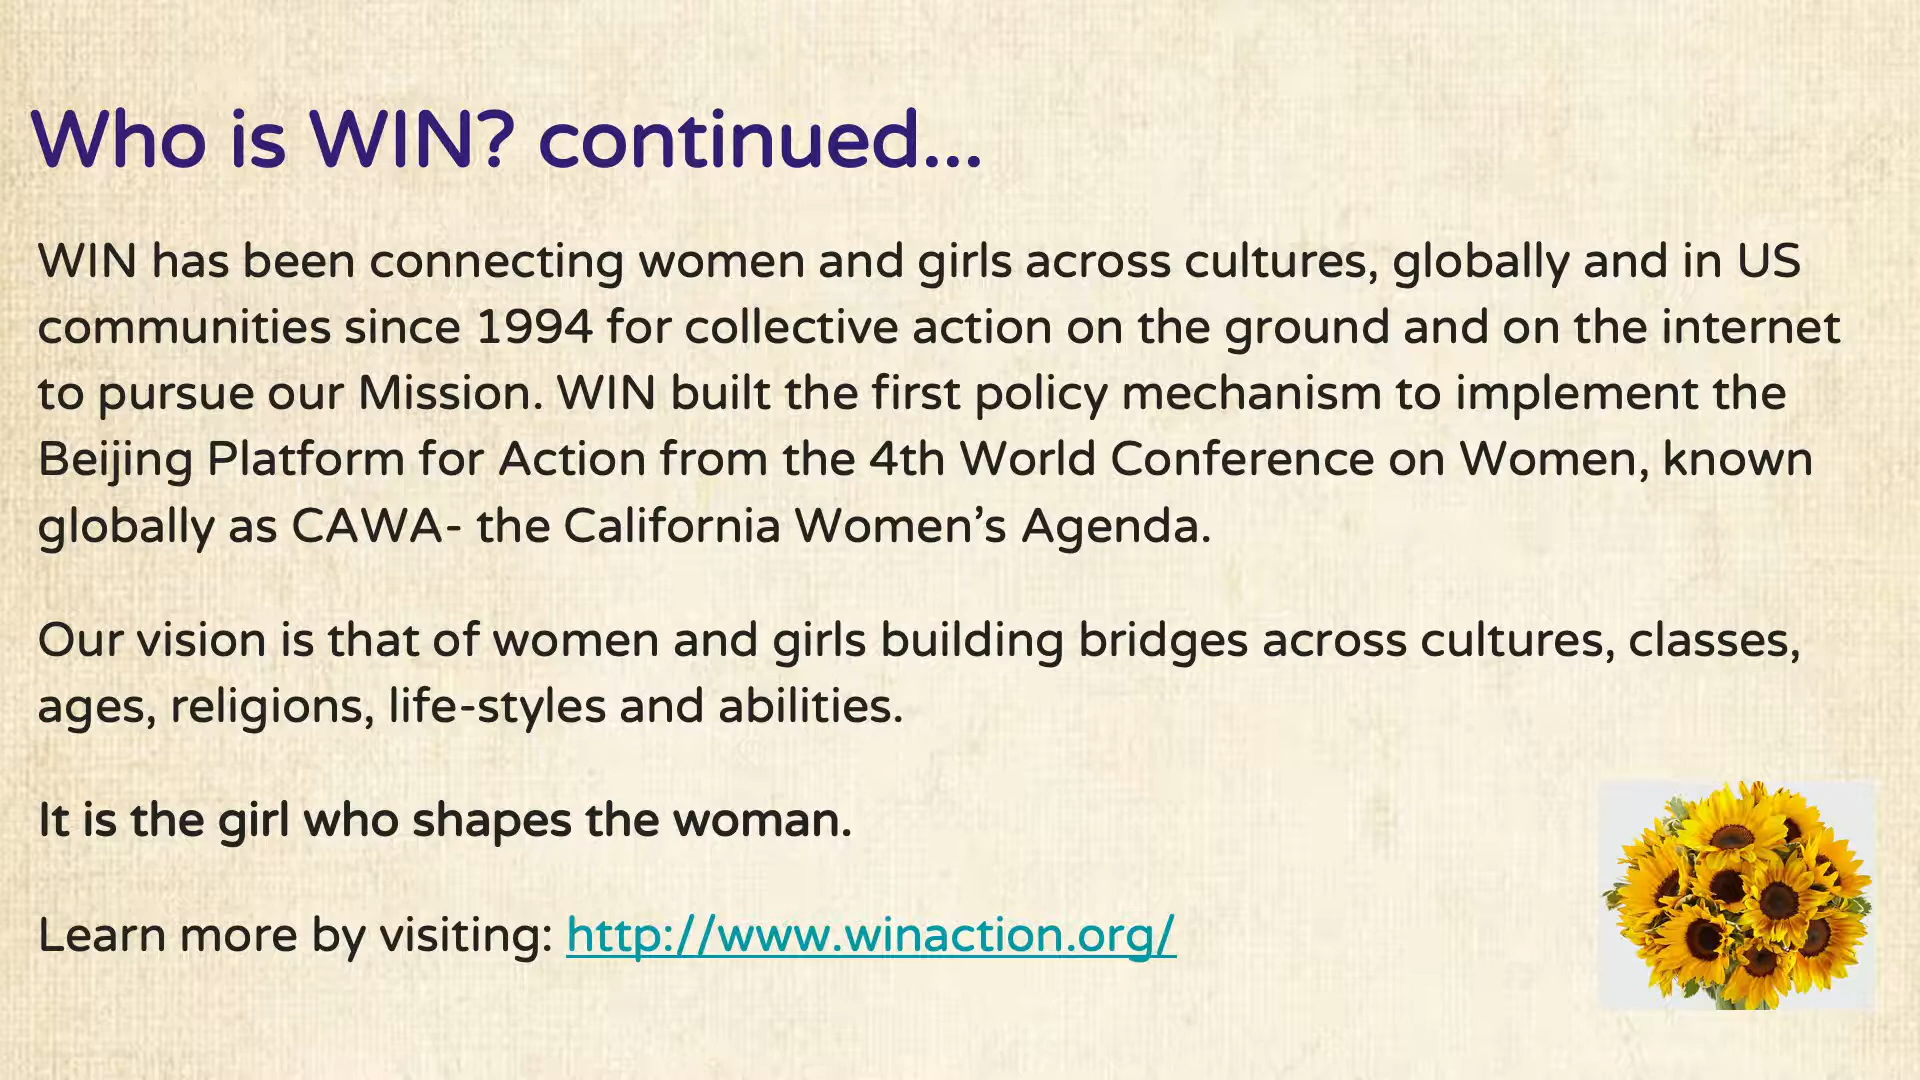 Who is WIN? continued...
WIN has been connecting women and girls across cultures, globally and in US
communities since 1994 for collective action on the ground and on the internet
to pursue our Mission. WIN built the first policy mechanism to implement the
Beijing Platform for Action from the 4th World Conference on Women, known
globally as CAWA- the California Women’s Agenda.
Our vision is that of women and girls building bridges across cultures, classes,
ages, religions, life-styles and abilities.
It is the girl who shapes the woman.
Learn more by visiting: http://www.winaction.org/